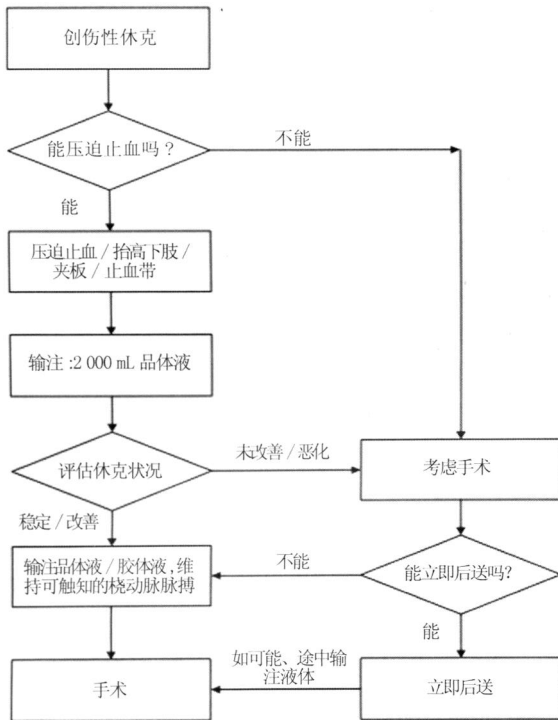 创伤性休克
能压迫止血吗?
不能
能
压迫止血/抬高下肢/
夹板/止血带
输注:2 000 mL 品体液
评估休克状况
未改善/恶化
考虑手术
稳定/改善
输注品体液/胶体液,维
持可触知的桡动脉脉搏
不能
能立即后送吗?
能
手术
如可能、途中输
注液体
立即后送